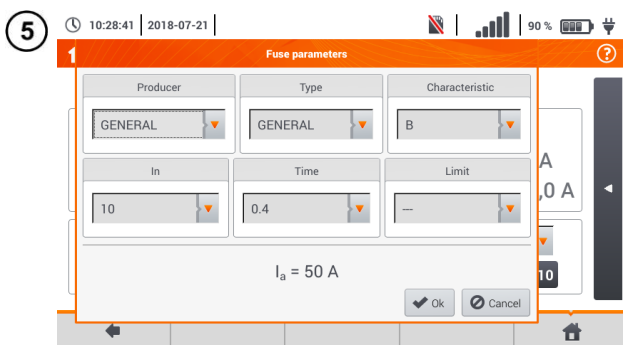 5
10:28:41 2018-07-21 90 %
1 Fuse parameters ?
Producer Type Characteristic
GENERAL GENERAL B
In Time Limit
10 0.4 ---
A
,0 A
Iₐ = 50 A
10
Ok Cancel